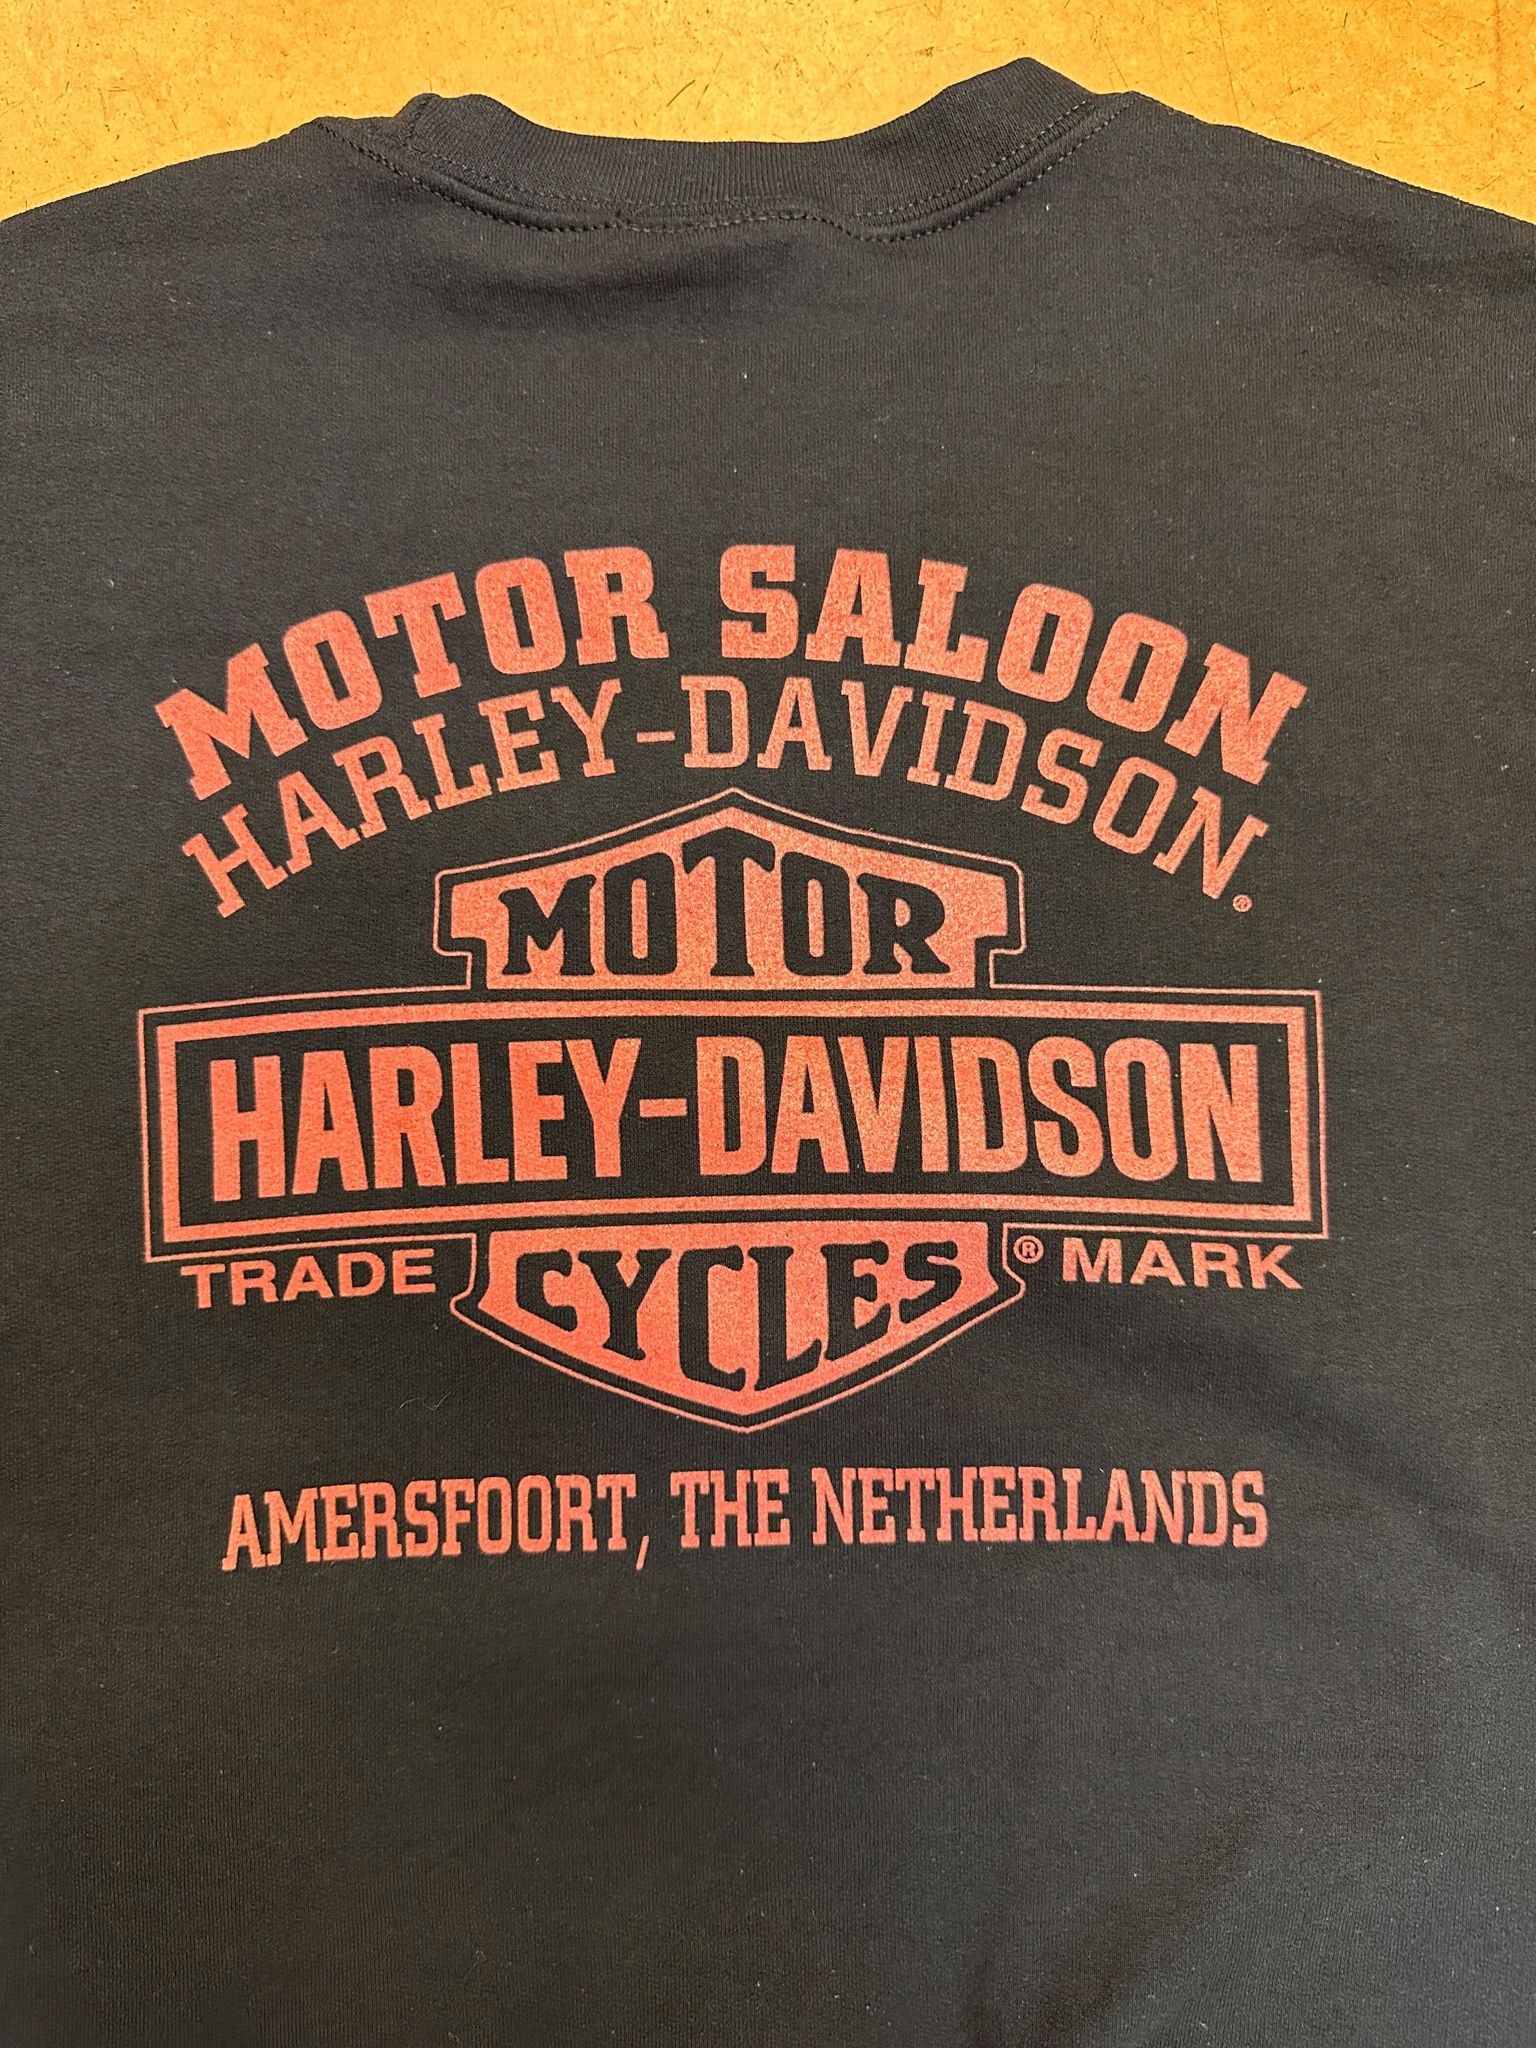 MOTOR SALOON
HARLEY-DAVIDSON®
MOTOR
HARLEY-DAVIDSON
TRADE ® MARK
CYCLES
AMERSFOORT, THE NETHERLANDS